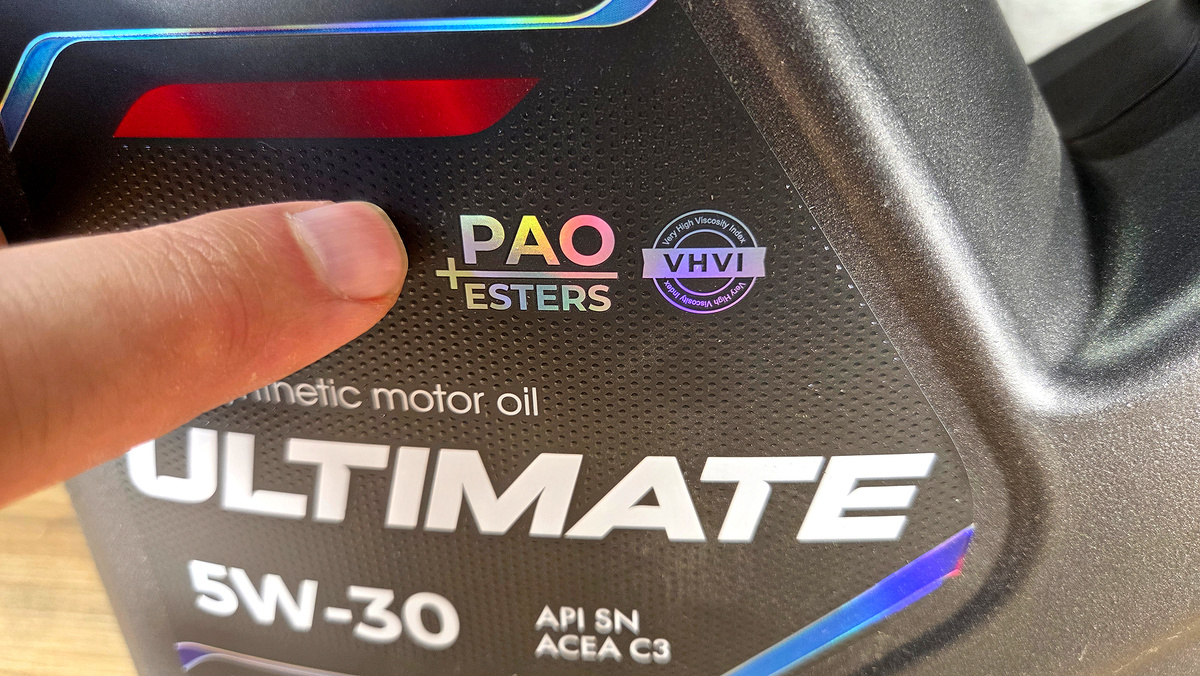 PAO
+
ESTERS
Very High Viscosity Index
VHVI
Very High Viscosity Index
motor oil
ULTIMATE
5W-30
API SN
ACEA C3